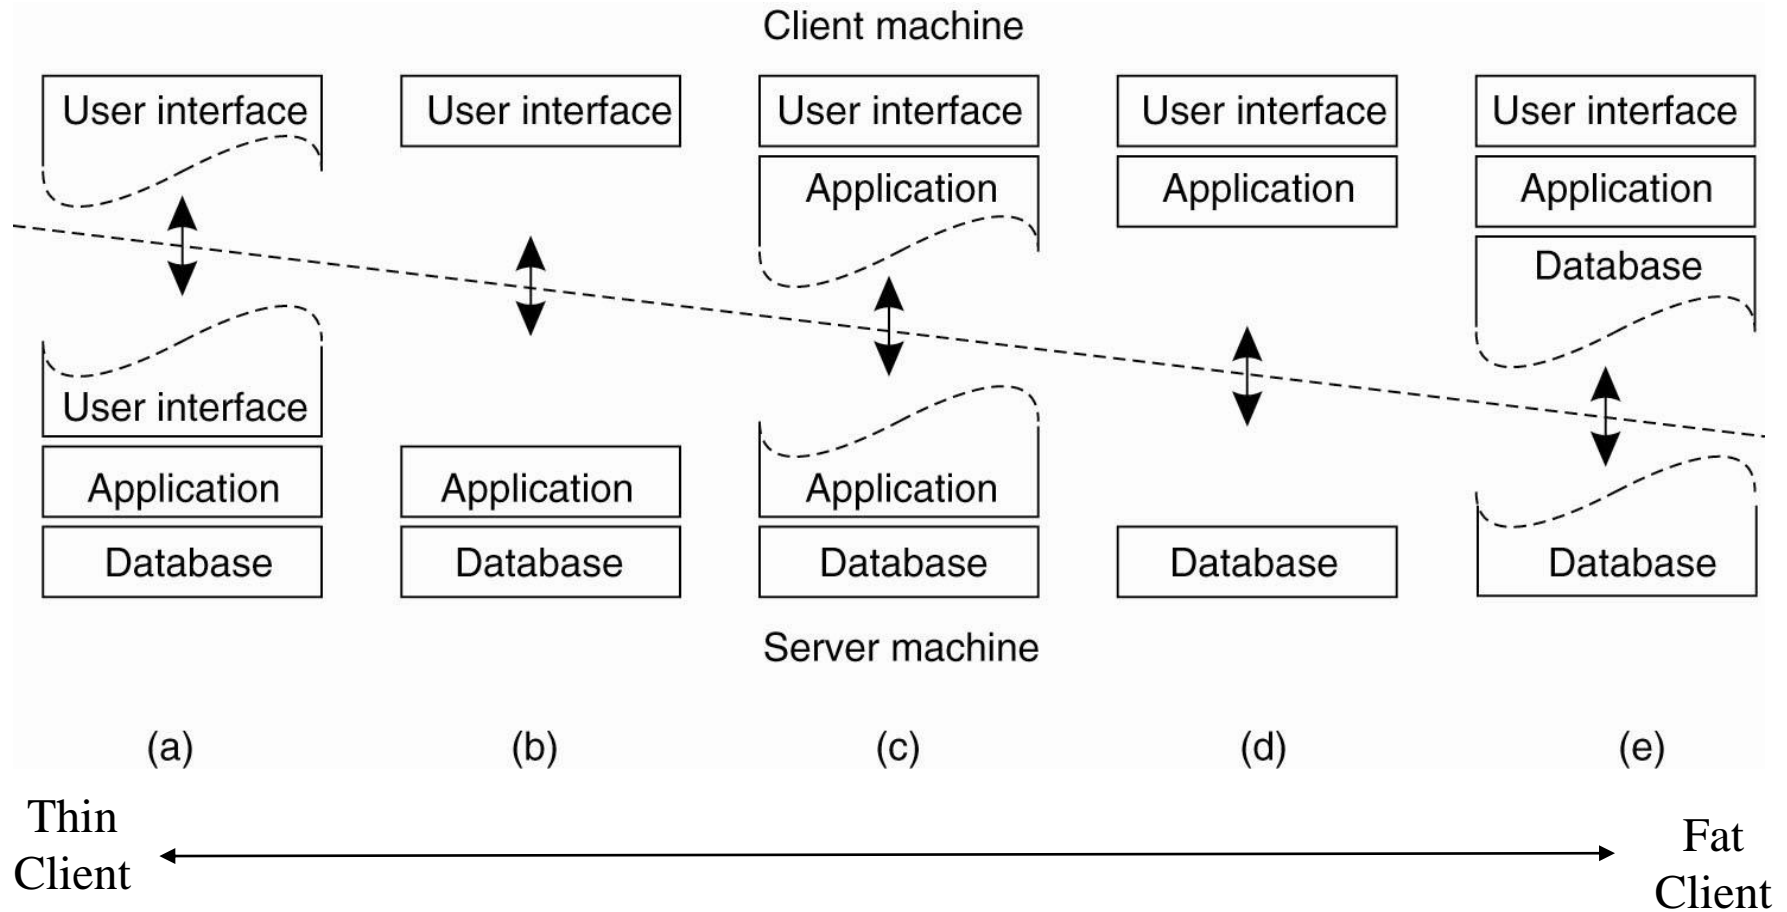 Client machine
User interface User interface User interface User interface User interface
Application Application Application
Database
User interface
Application Application Application
Database Database Database Database Database
Server machine
(a) (b) (c) (d) (e)
Thin
Client
Fat
Client